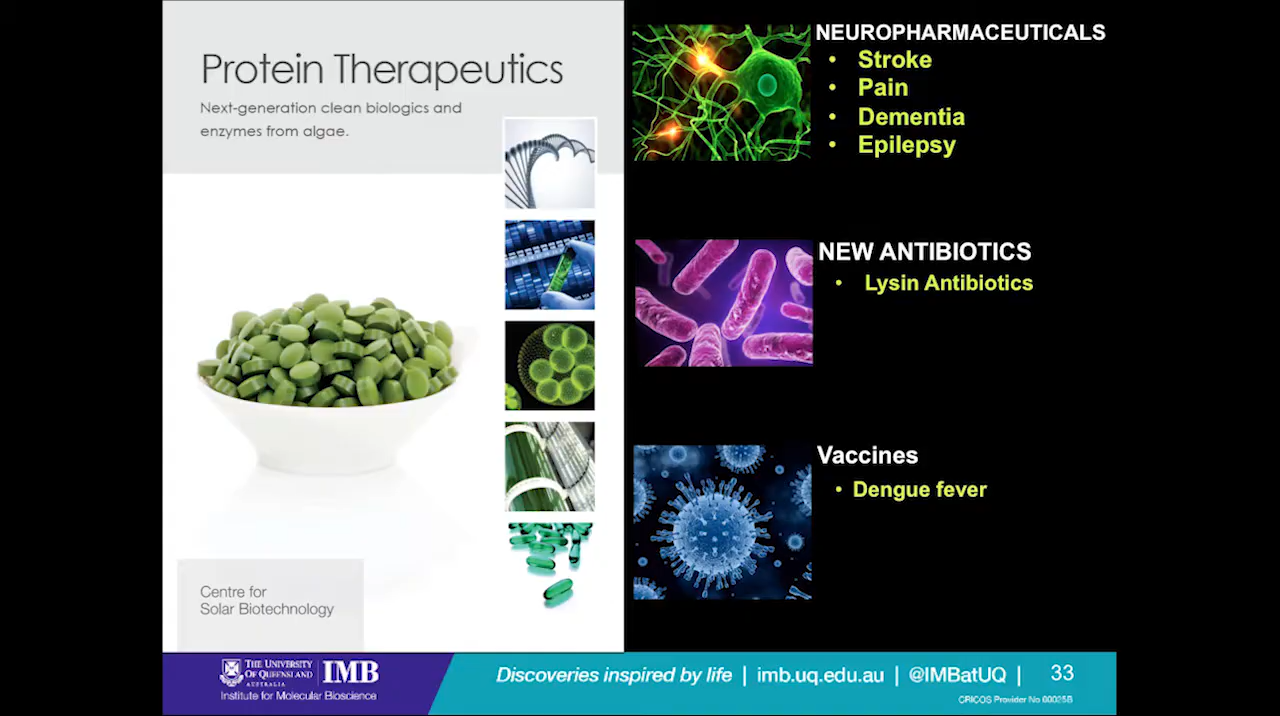 Protein Therapeutics
Next-generation clean biologics and
enzymes from algae.
Centre for
Solar Biotechnology
NEUROPHARMACEUTICALS
• Stroke
• Pain
• Dementia
• Epilepsy
NEW ANTIBIOTICS
• Lysin Antibiotics
Vaccines
• Dengue fever
THE UNIVERSITY
OF QUEENSLAND
AUSTRALIA
IMB
Institute for Molecular Bioscience
Discoveries inspired by life | imb.uq.edu.au | @IMBatUQ | 33
CRICOS Provider No 00025B